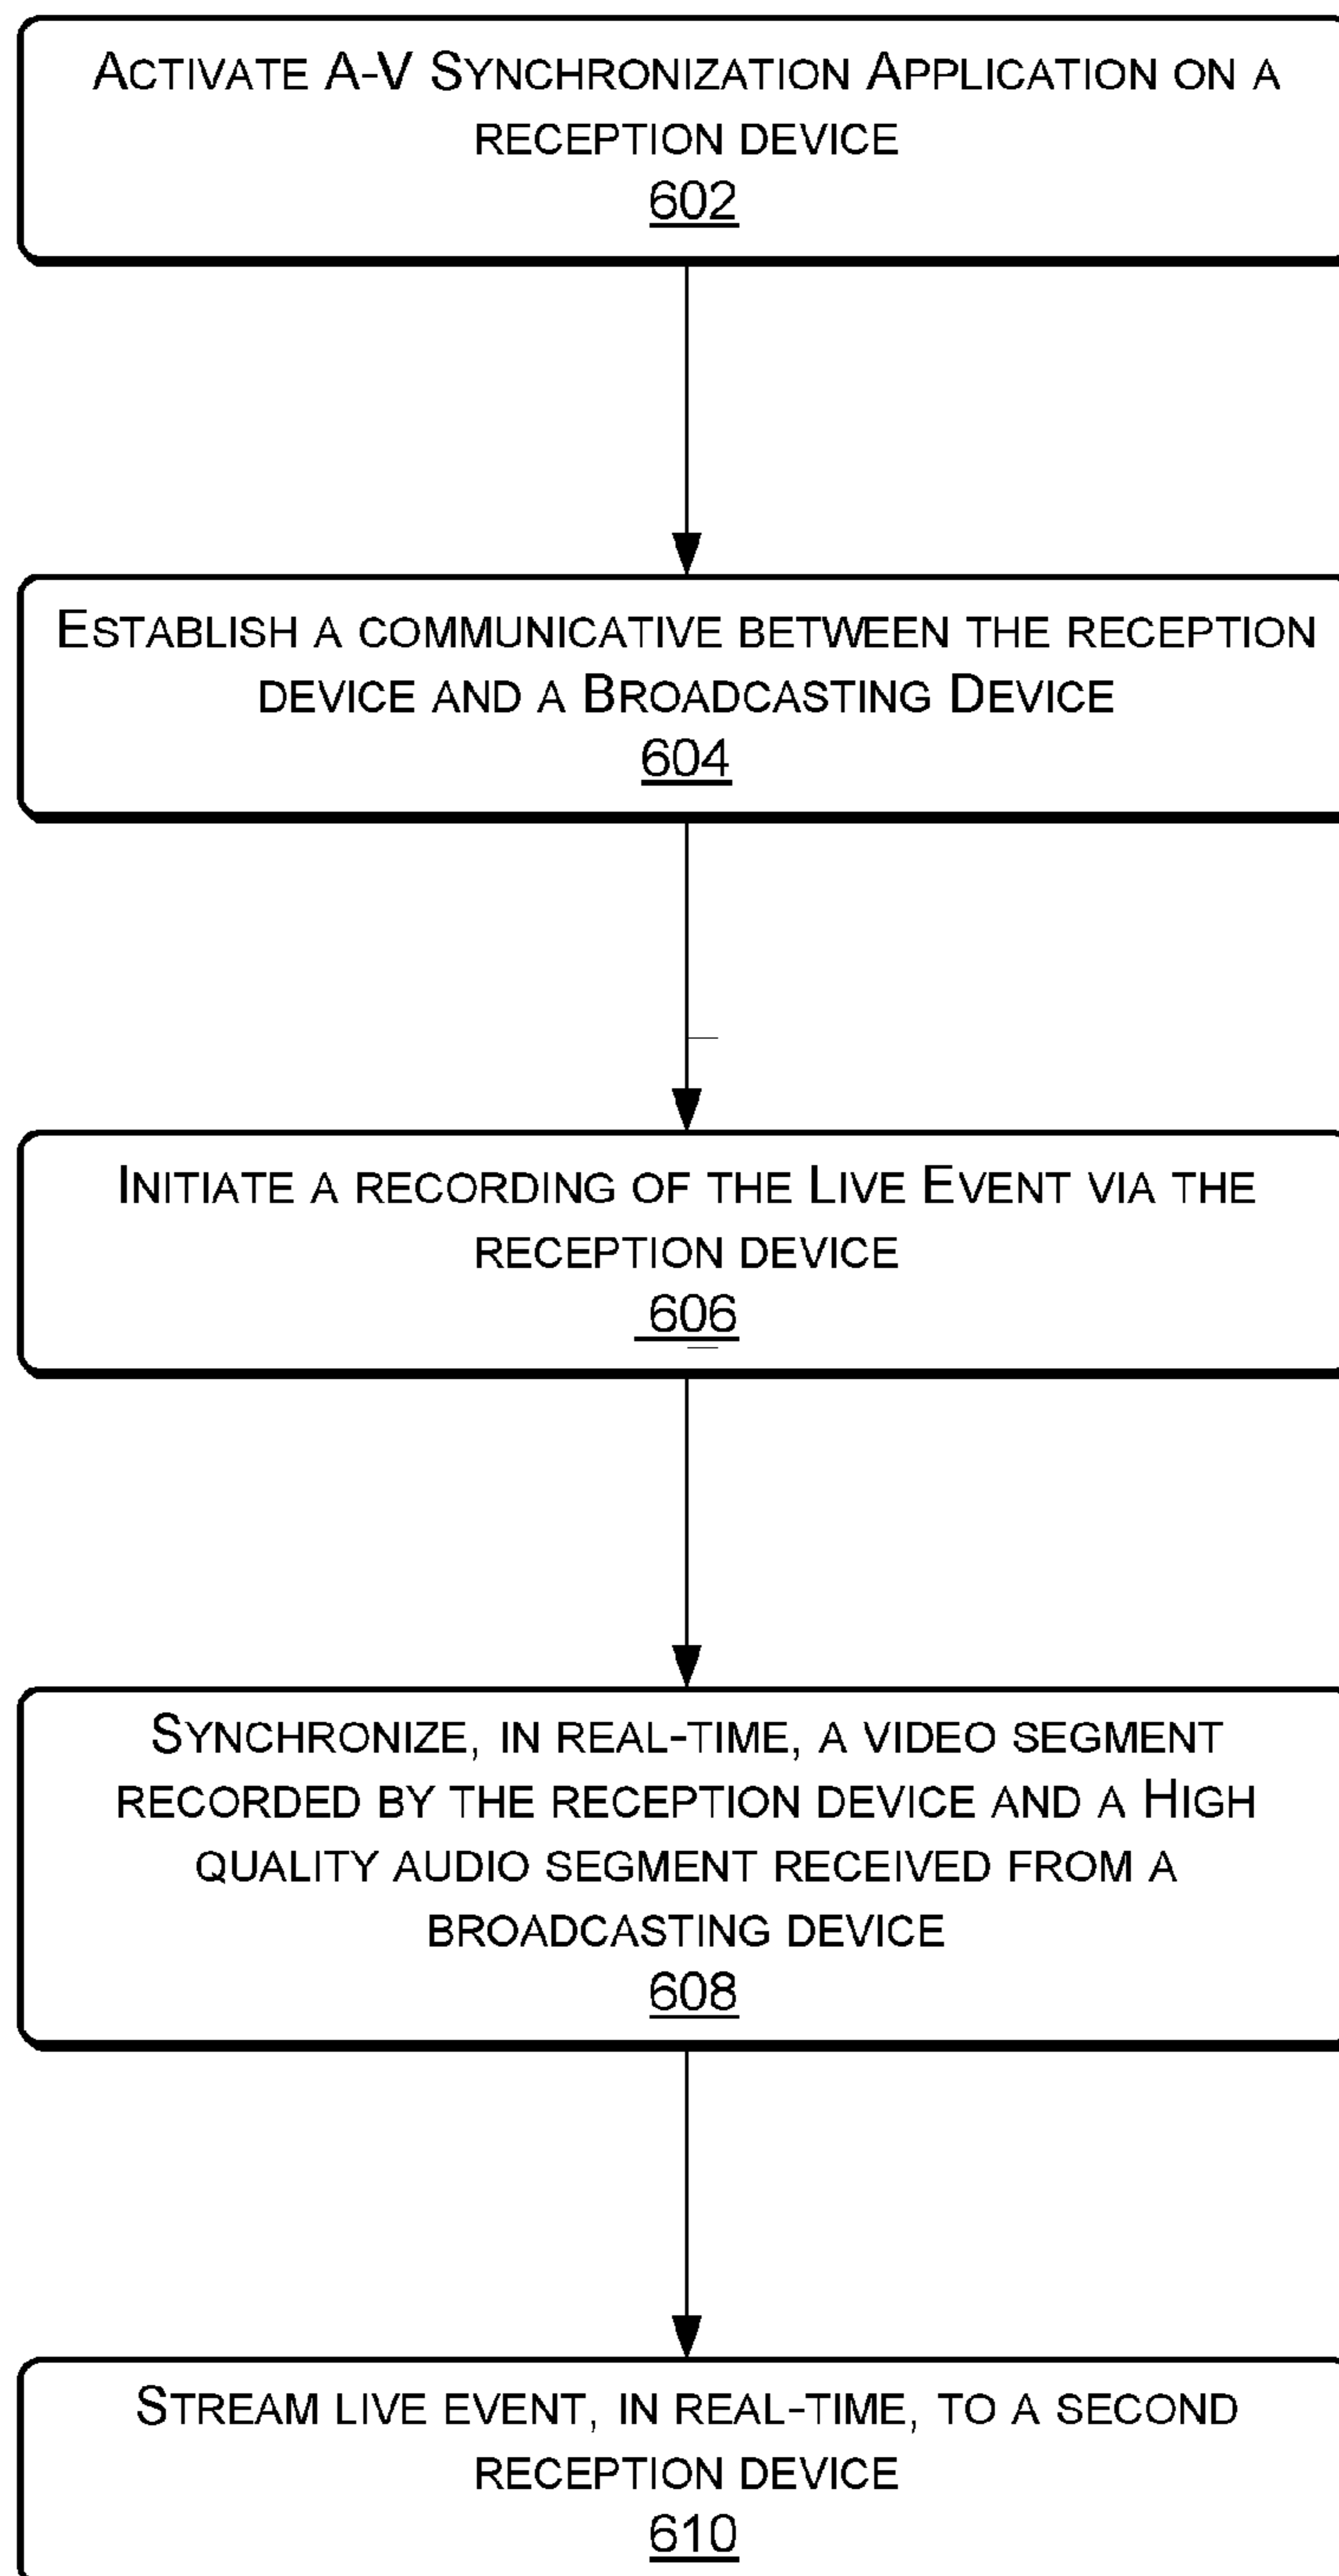 ACTIVATE A-V SYNCHRONIZATION APPLICATION ON A
RECEPTION DEVICE
602
ESTABLISH A COMMUNICATIVE BETWEEN THE RECEPTION
DEVICE AND A BROADCASTING DEVICE
604
INITIATE A RECORDING OF THE LIVE EVENT VIA THE
RECEPTION DEVICE
606
SYNCHRONIZE, IN REAL-TIME, A VIDEO SEGMENT
RECORDED BY THE RECEPTION DEVICE AND A HIGH
QUALITY AUDIO SEGMENT RECEIVED FROM A
BROADCASTING DEVICE
608
STREAM LIVE EVENT, IN REAL-TIME, TO A SECOND
RECEPTION DEVICE
610